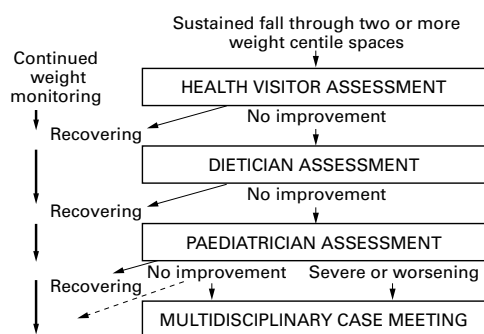 Sustained fall through two or more
weight centile spaces
Continued
weight
monitoring
HEALTH VISITOR ASSESSMENT
No improvement
Recovering
DIETICIAN ASSESSMENT
No improvement
Recovering
PAEDIATRICIAN ASSESSMENT
No improvement
Severe or worsening
Recovering
MULTIDISCIPLINARY CASE MEETING